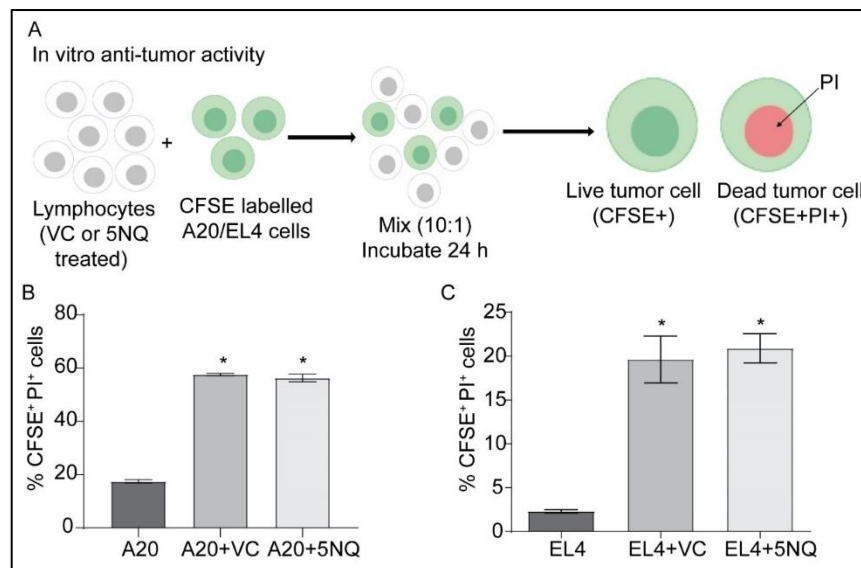 A
In vitro anti-tumor activity
+
PI
Lymphocytes
(VC or 5NQ
treated)
CFSE labelled
A20/EL4 cells
Mix (10:1)
Incubate 24 h
Live tumor cell
(CFSE+)
Dead tumor cell
(CFSE+PI+)
B
% CFSE⁺ PI⁺ cells
80
60
40
20
0
*
*
A20
A20+VC
A20+5NQ
C
% CFSE⁺ PI⁺ cells
25
20
15
10
5
0
*
*
EL4
EL4+VC
EL4+5NQ